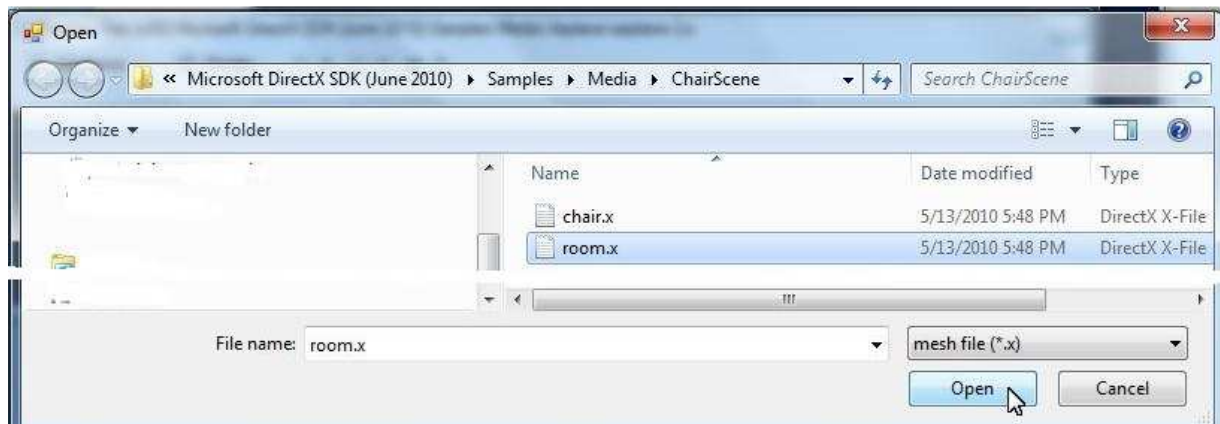 Open
« Microsoft DirectX SDK (June 2010) ▸ Samples ▸ Media ▸ ChairScene Search ChairScene
Organize New folder
Name Date modified Type
chair.x 5/13/2010 5:48 PM DirectX X-File
room.x 5/13/2010 5:48 PM DirectX X-File
File name: room.x mesh file (*.x)
Open Cancel